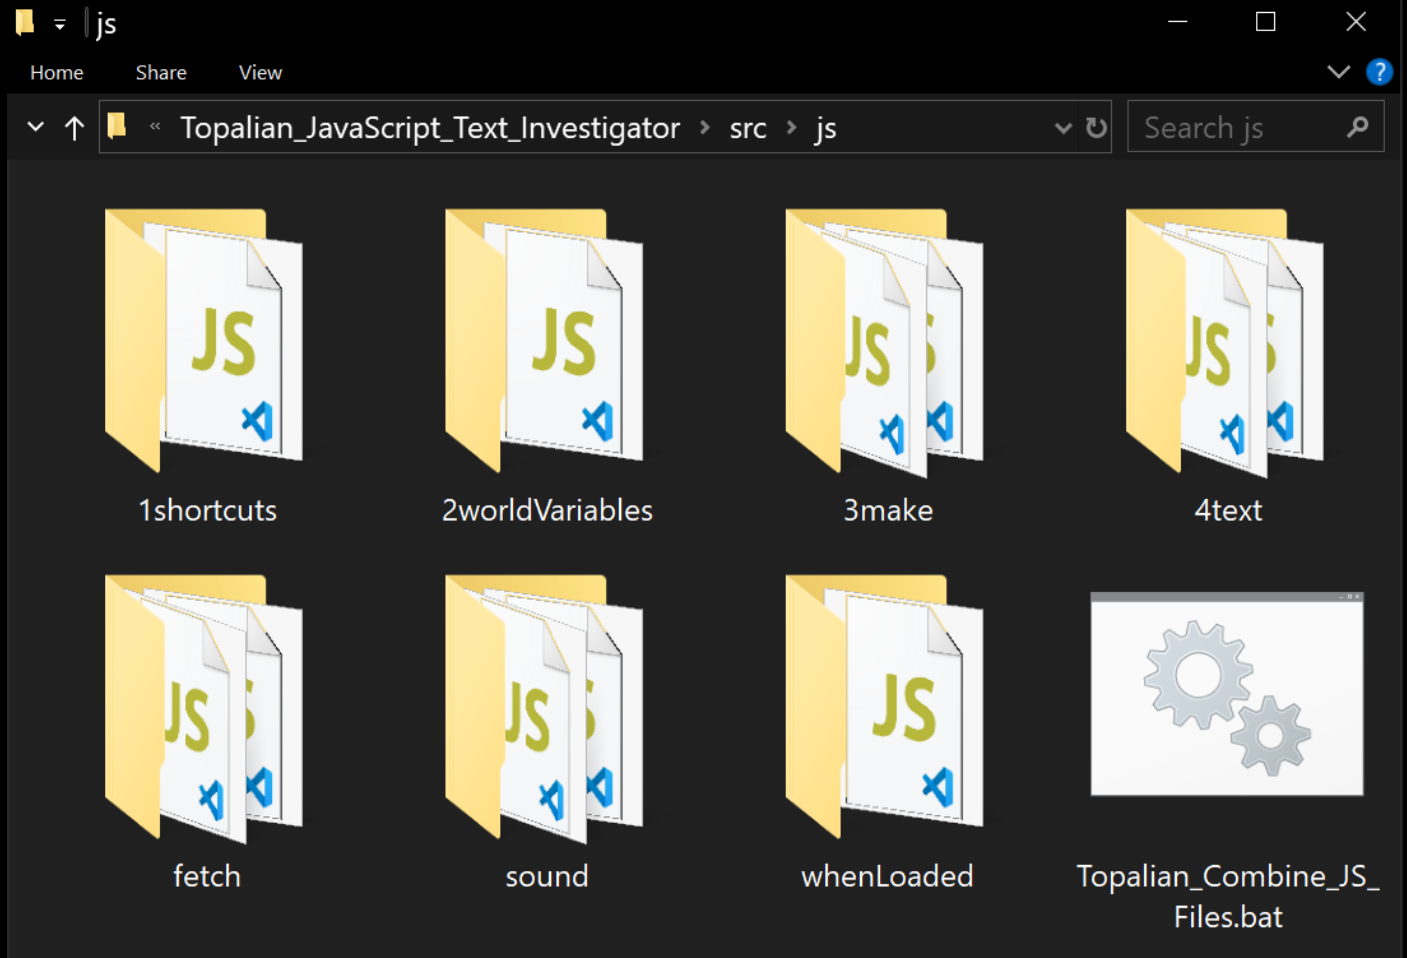 js
Home Share View
?
« Topalian_JavaScript_Text_Investigator > src > js
Search js
JS
JS
JS
JS
1shortcuts
2worldVariables
3make
4text
JS
JS
JS
fetch
sound
whenLoaded
Topalian_Combine_JS_
Files.bat